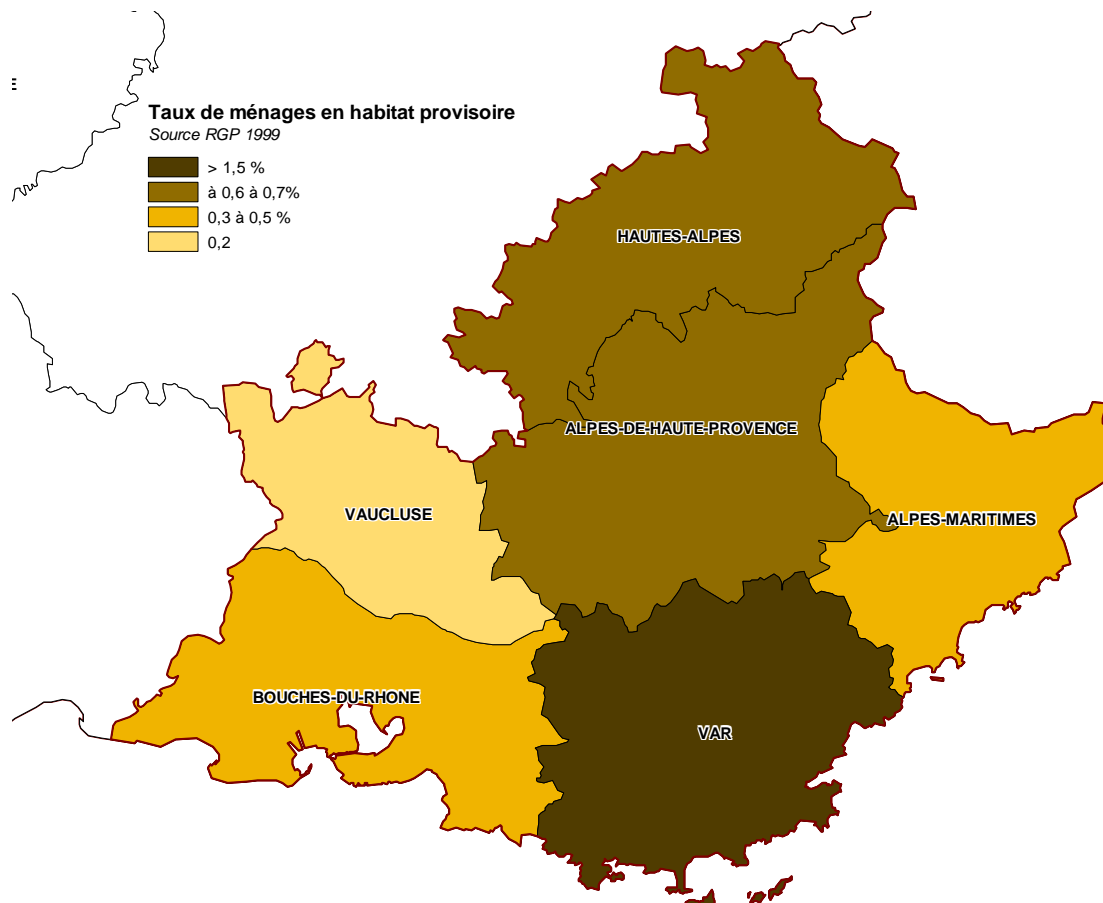 E
Taux de ménages en habitat provisoire
Source RGP 1999
> 1,5 %
à 0,6 à 0,7%
0,3 à 0,5 %
0,2
HAUTES-ALPES
ALPES-DE-HAUTE-PROVENCE
VAUCLUSE
ALPES-MARITIMES
BOUCHES-DU-RHONE
VAR